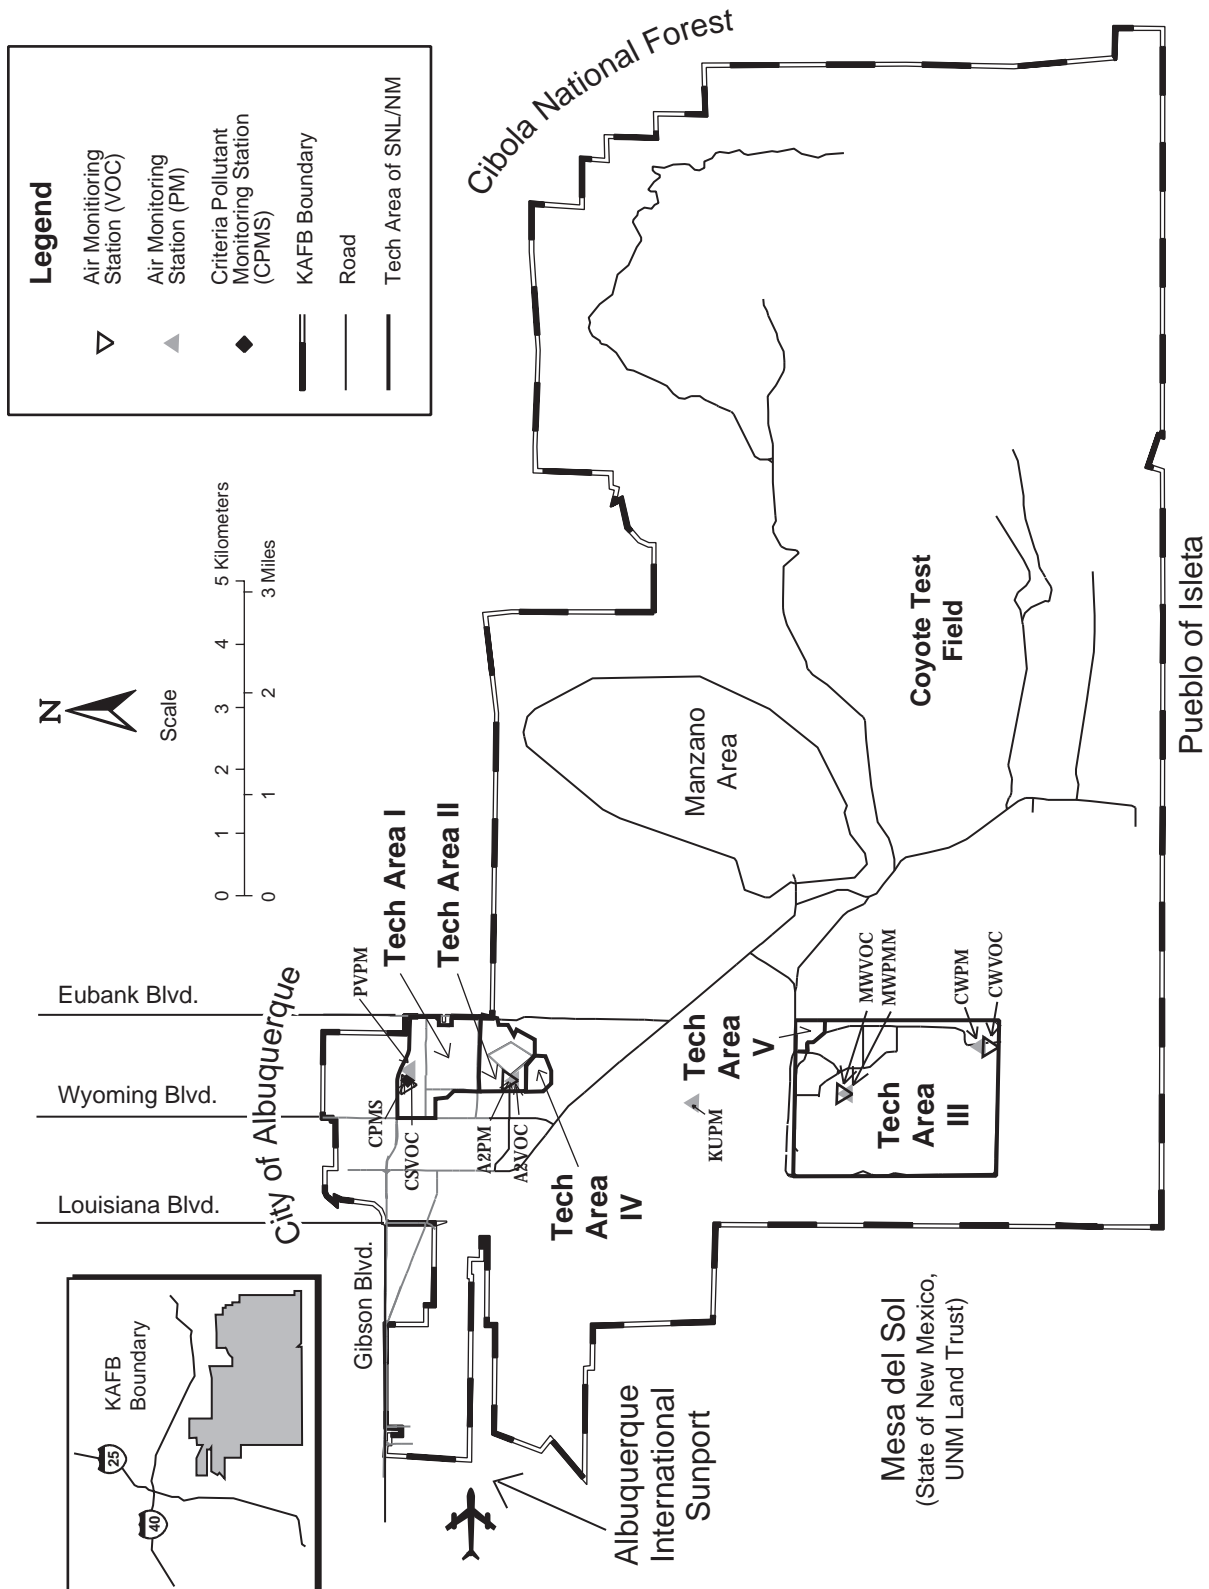 Legend
Air Monitoring
Station (VOC)
Air Monitoring
Station (PM)
Criteria Pollutant
Monitoring Station
(CPMS)
KAFB Boundary
Road
Tech Area of SNL/NM
N
Scale
0 1 2 3 4 5 Kilometers
0 1 2 3 Miles
Cibola National Forest
KAFB
Boundary
25
40
Louisiana Blvd.
Wyoming Blvd.
Eubank Blvd.
City of Albuquerque
Gibson Blvd.
PVPM
CPMS
CSVOC
A2PM
A2VOC
Tech Area I
Tech Area II
Tech
Area
IV
Manzano
Area
KUPM
Tech
Area
V
MWVOC
MWPMM
Tech
Area
III
CWPM
CWVOC
Coyote Test
Field
Albuquerque
International
Sunport
Mesa del Sol
(State of New Mexico,
UNM Land Trust)
Pueblo of Isleta